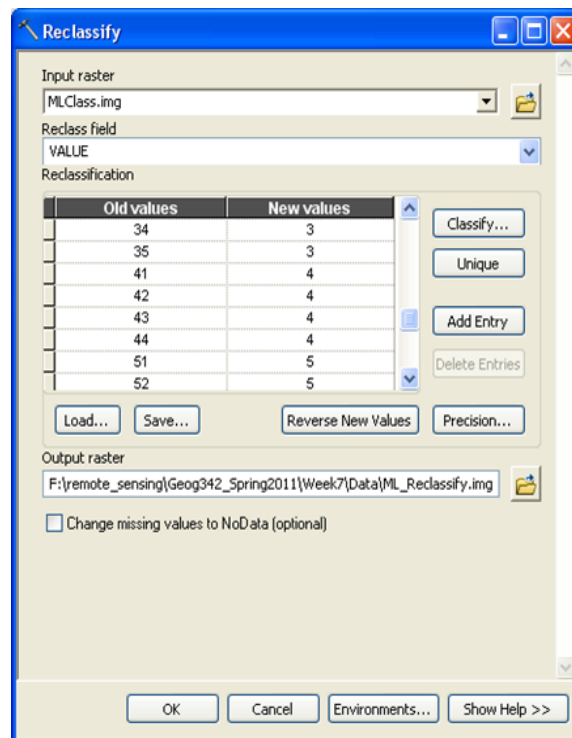 Reclassify
Input raster
MLClass.img
Reclass field
VALUE
Reclassification
Old values New values
34 3
35 3
41 4
42 4
43 4
44 4
51 5
52 5
Classify...
Unique
Add Entry
Delete Entries
Load... Save... Reverse New Values Precision...
Output raster
F:\remote_sensing\Geog342_Spring2011\Week7\Data\ML_Reclassify.img
Change missing values to NoData (optional)
OK Cancel Environments... Show Help >>